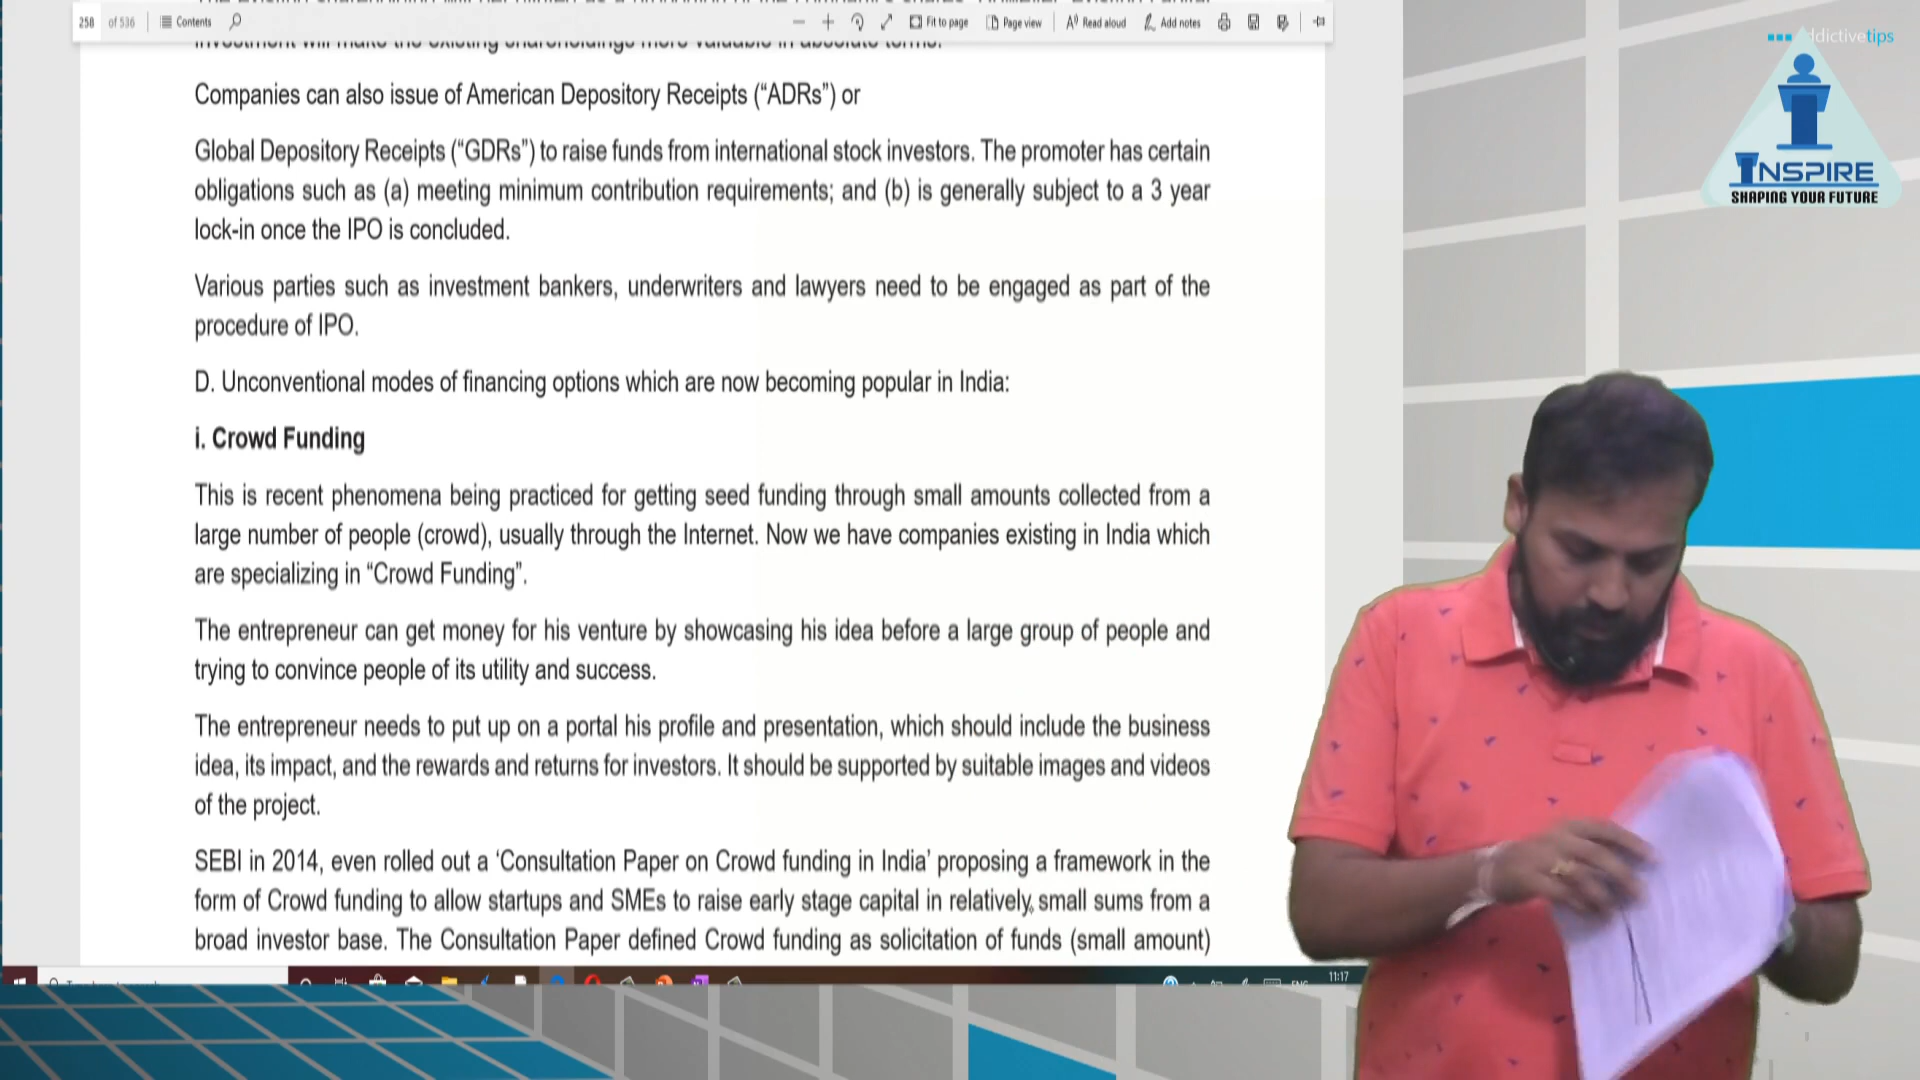 258 of 536 Contents Fit to page Page view Read aloud Add notes
investment will make the existing shareholdings more valuable in absolute terms.
Companies can also issue of American Depository Receipts (“ADRs”) or
Global Depository Receipts (“GDRs”) to raise funds from international stock investors. The promoter has certain
obligations such as (a) meeting minimum contribution requirements; and (b) is generally subject to a 3 year
lock-in once the IPO is concluded.
Various parties such as investment bankers, underwriters and lawyers need to be engaged as part of the
procedure of IPO.
D. Unconventional modes of financing options which are now becoming popular in India:
i. Crowd Funding
This is recent phenomena being practiced for getting seed funding through small amounts collected from a
large number of people (crowd), usually through the Internet. Now we have companies existing in India which
are specializing in “Crowd Funding”.
The entrepreneur can get money for his venture by showcasing his idea before a large group of people and
trying to convince people of its utility and success.
The entrepreneur needs to put up on a portal his profile and presentation, which should include the business
idea, its impact, and the rewards and returns for investors. It should be supported by suitable images and videos
of the project.
SEBI in 2014, even rolled out a ‘Consultation Paper on Crowd funding in India’ proposing a framework in the
form of Crowd funding to allow startups and SMEs to raise early stage capital in relatively small sums from a
broad investor base. The Consultation Paper defined Crowd funding as solicitation of funds (small amount)
11:17
ddictivetips
INSPIRE
SHAPING YOUR FUTURE